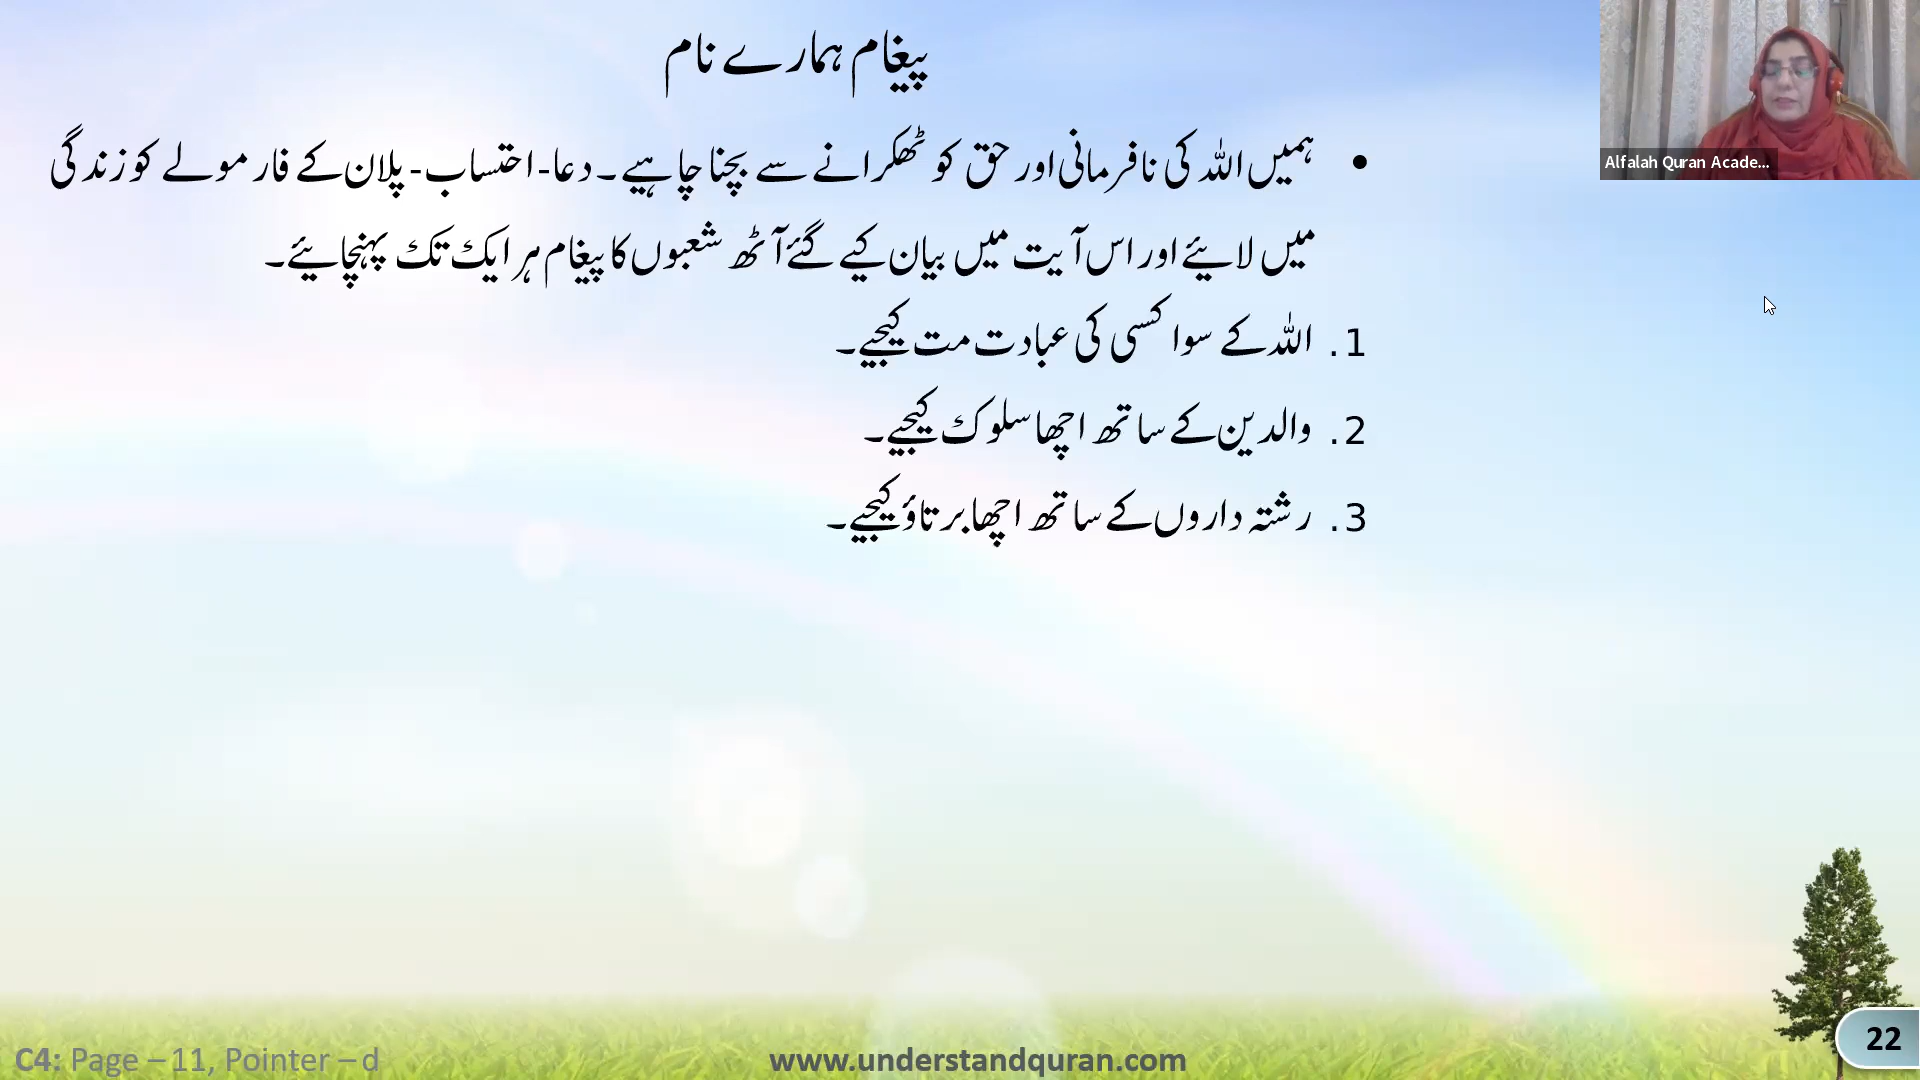 پیغام ہمارے نام
Alfalah Quran Acade...
• ہمیں اللہ کی نافرمانی اور حق کو ٹھکرانے سے بچنا چاہیے۔ دعا-احتساب-پلان کے فارمولے کو زندگی
میں لایئے اور اس آیت میں بیان کیے گئے آٹھ شعبوں کا پیغام ہر ایک تک پہنچایئے۔
1. اللہ کے سوا کسی کی عبادت مت کیجیے۔
2. والدین کے ساتھ اچھا سلوک کیجیے۔
3. رشتہ داروں کے ساتھ اچھا برتاؤ کیجیے۔
C4: Page – 11, Pointer – d
www.understandquran.com
22